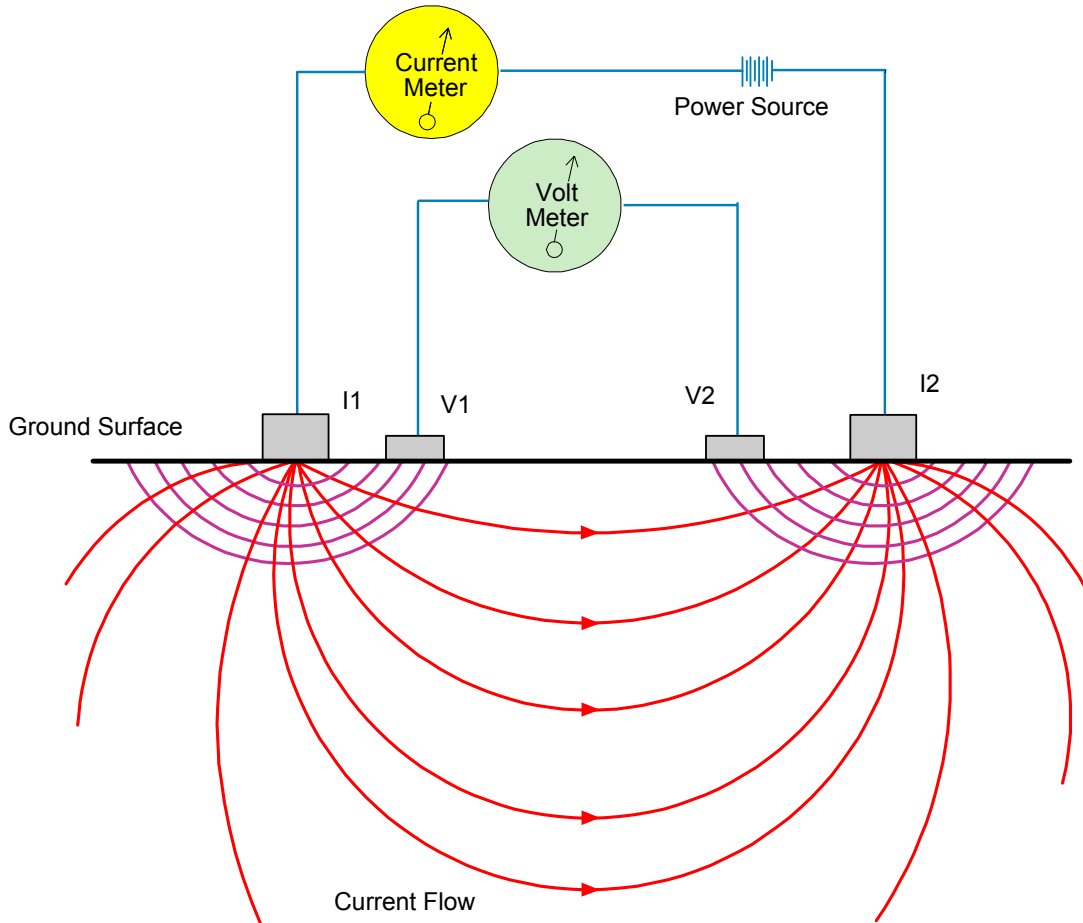 Current
Meter
Power Source
Volt
Meter
I1
V1
V2
I2
Ground Surface
Current Flow